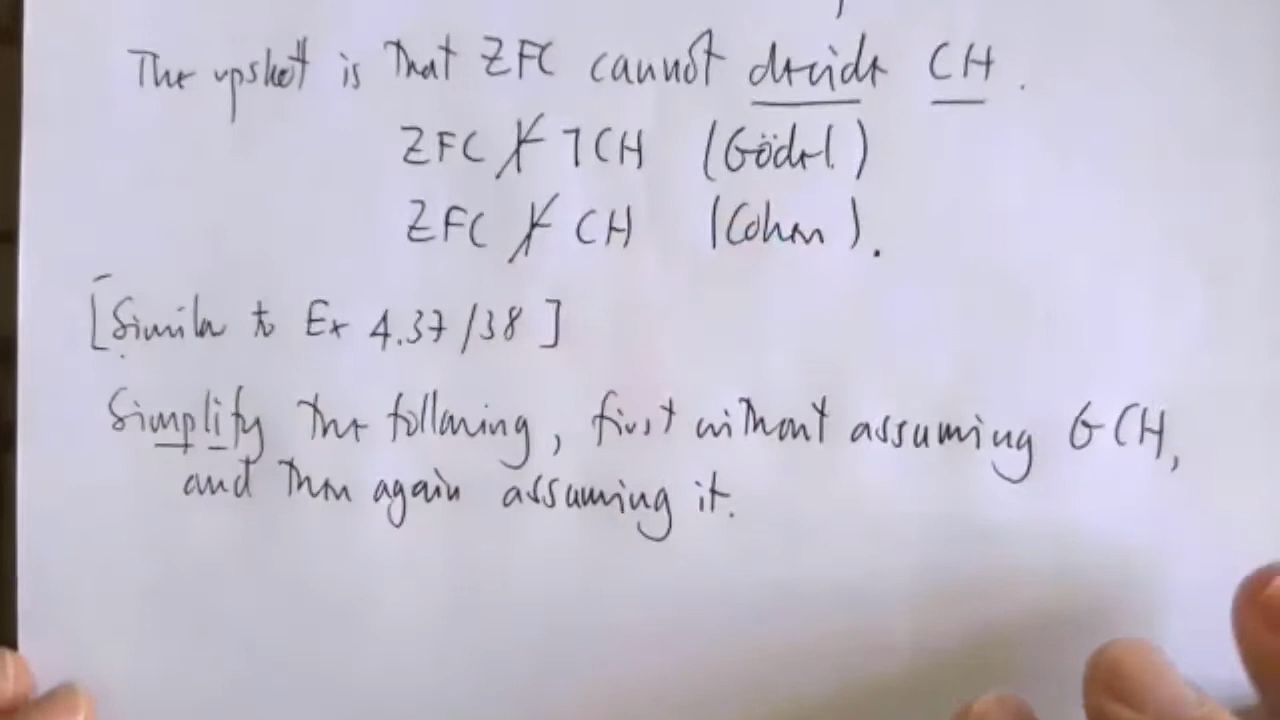 The upshot is that ZFC cannot decide CH.
ZFC ⊬ ¬CH (Gödel)
ZFC ⊬ CH (Cohen).
[Similar to Ex 4.37/38]
Simplify the following, first without assuming GCH,
and then again assuming it.